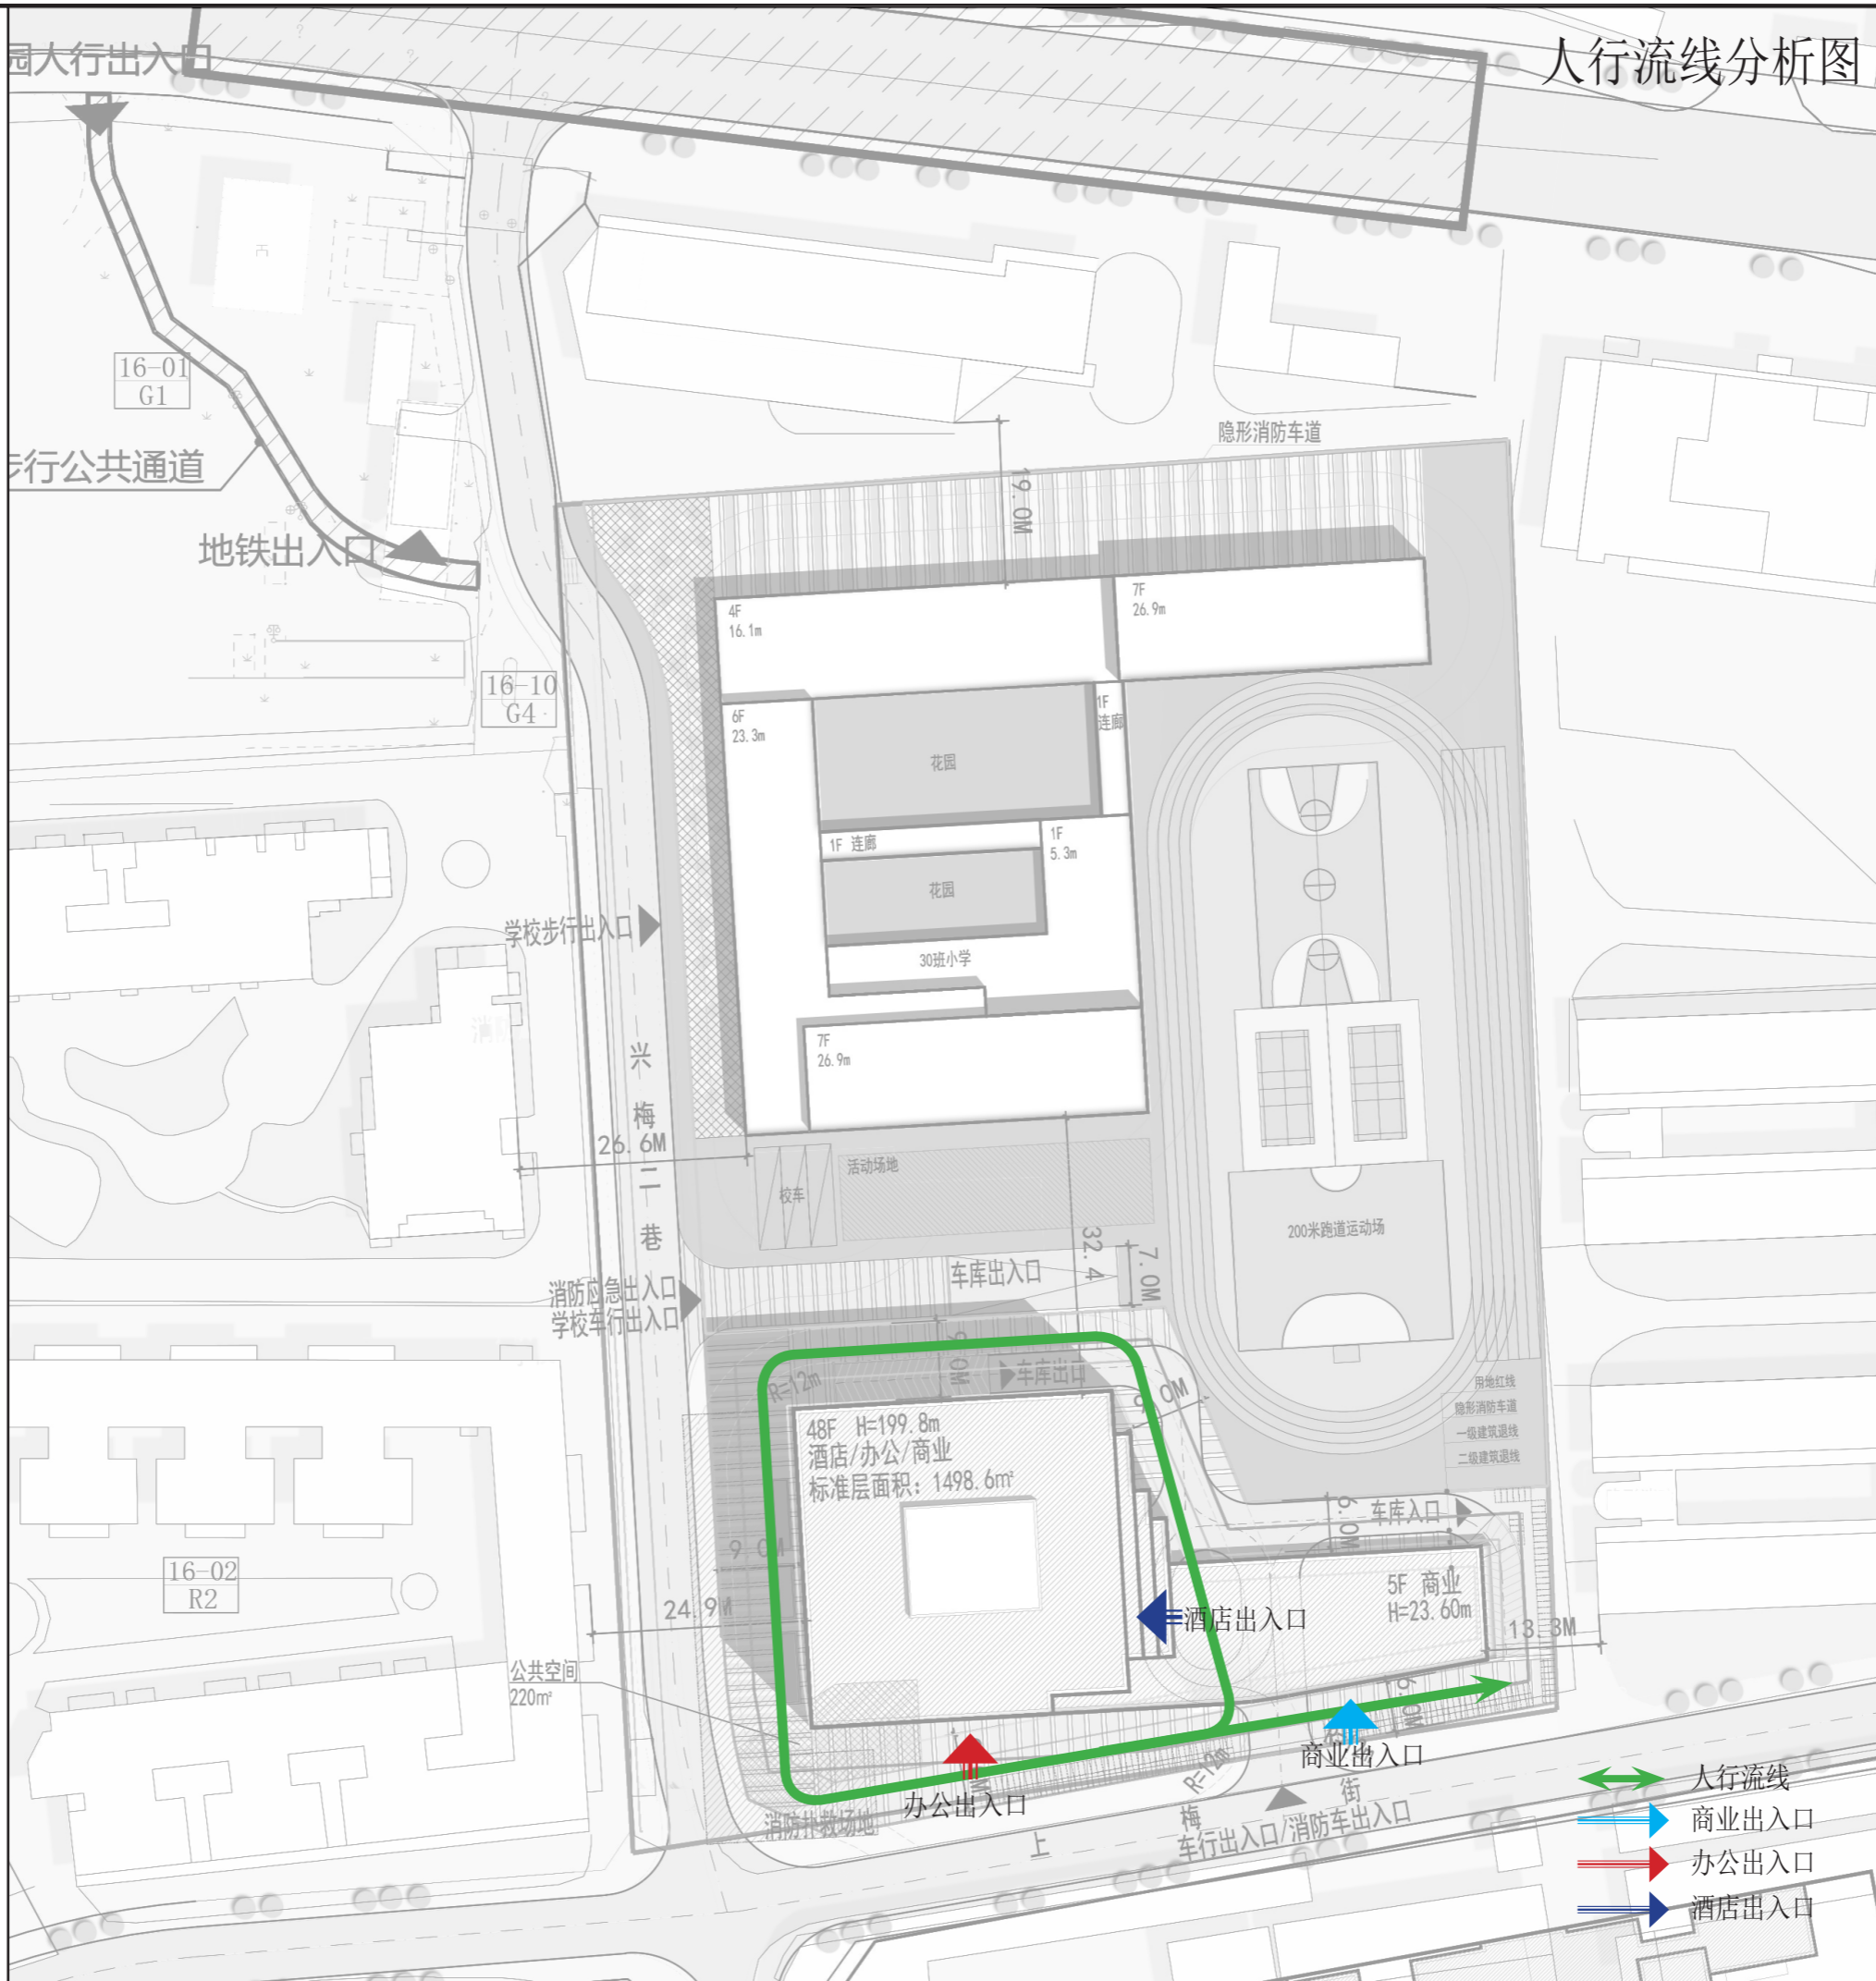 人行流线分析图
园人行出入口
16-01
G1
步行公共通道
地铁出入口
隐形消防车道
19.0M
4F
16.1m
7F
26.9m
16-10
G4
6F
23.3m
1F
连廊
花园
1F 连廊
1F
5.3m
花园
学校步行出入口
30班小学
7F
26.9m
兴梅二巷
26.6M
校车
活动场地
200米跑道运动场
32.4
7.0M
车库出入口
消防应急出入口
学校车行出入口
9.0M
R=12m
车库出口
用地红线
隐形消防车道
一级建筑退线
二级建筑退线
48F H=199.8m
酒店/办公/商业
标准层面积: 1498.6㎡
6.0M
车库入口
9.0M
16-02
R2
24.9M
5F 商业
H=23.60m
酒店出入口
13.3M
公共空间
220㎡
6.0M
商业出入口
R=12m
办公出入口
消防扑救场地
上梅街
车行出入口/消防车出入口
人行流线
商业出入口
办公出入口
酒店出入口